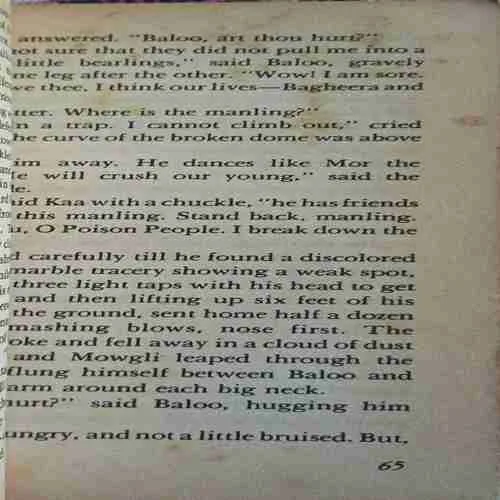 answered. "Baloo, art thou hurt?"
not sure that they did not pull me into a
little bearlings," said Baloo, gravely
ne leg after the other. "Wow! I am sore.
ve thee, I think our lives—Bagheera and
tter. Where is the manling?"
n a trap. I cannot climb out," cried
he curve of the broken dome was above
im away. He dances like Mor the
e will crush our young," said the
le.
id Kaa with a chuckle, "he has friends
this manling. Stand back, manling.
u, O Poison People. I break down the
d carefully till he found a discolored
marble tracery showing a weak spot,
three light taps with his head to get
and then lifting up six feet of his
the ground, sent home half a dozen
mashing blows, nose first. The
oke and fell away in a cloud of dust
and Mowgli leaped through the
flung himself between Baloo and
arm around each big neck.
hurt?" said Baloo, hugging him
ungry, and not a little bruised. But,
65